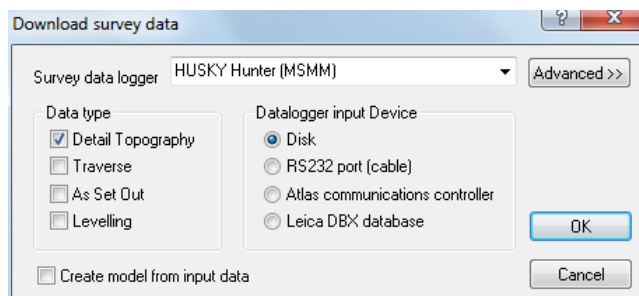 Download survey data
Survey data logger HUSKY Hunter (MSMM) Advanced >>
Data type
Detail Topography
Traverse
As Set Out
Levelling
Datalogger input Device
Disk
RS232 port (cable)
Atlas communications controller
Leica DBX database
OK
Create model from input data
Cancel